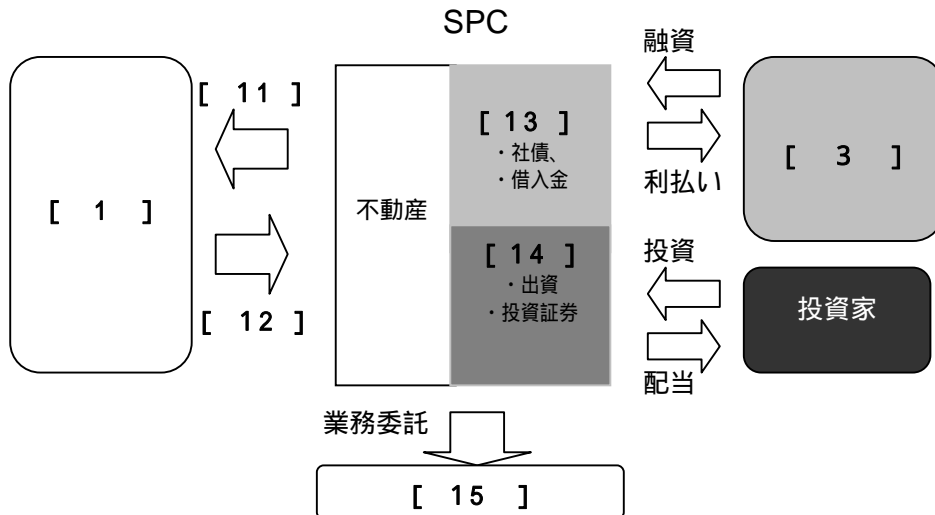 SPC
融資
[ 11 ]
[ 13 ]
・社債、
・借入金
[ 3 ]
利払い
[ 1 ]
不動産
投資
[ 14 ]
・出資
・投資証券
投資家
[ 12 ]
配当
業務委託
[ 15 ]